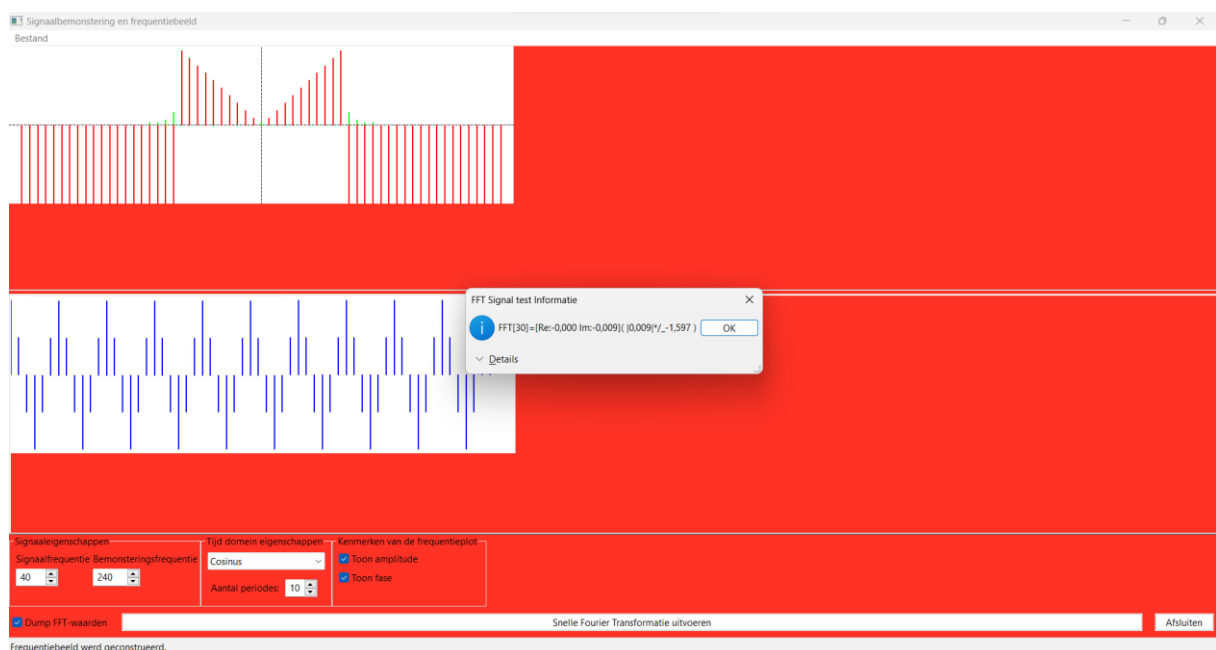 Signaalbemonstering en frequentiebeeld
Bestand
FFT Signal test Informatie
FFT[30]=[Re:-0,000 Im:-0,009]( |0,009|*/_-1,597 )
OK
Details
Signaaleigenschappen
Tijd domein eigenschappen
Kenmerken van de frequentieplot
Signaalfrequentie Bemonsteringsfrequentie
Cosinus
Toon amplitude
40
240
Toon fase
Aantal periodes: 10
Dump FFT-waarden
Snelle Fourier Transformatie uitvoeren
Afsluiten
Frequentiebeeld werd geconstrueerd.